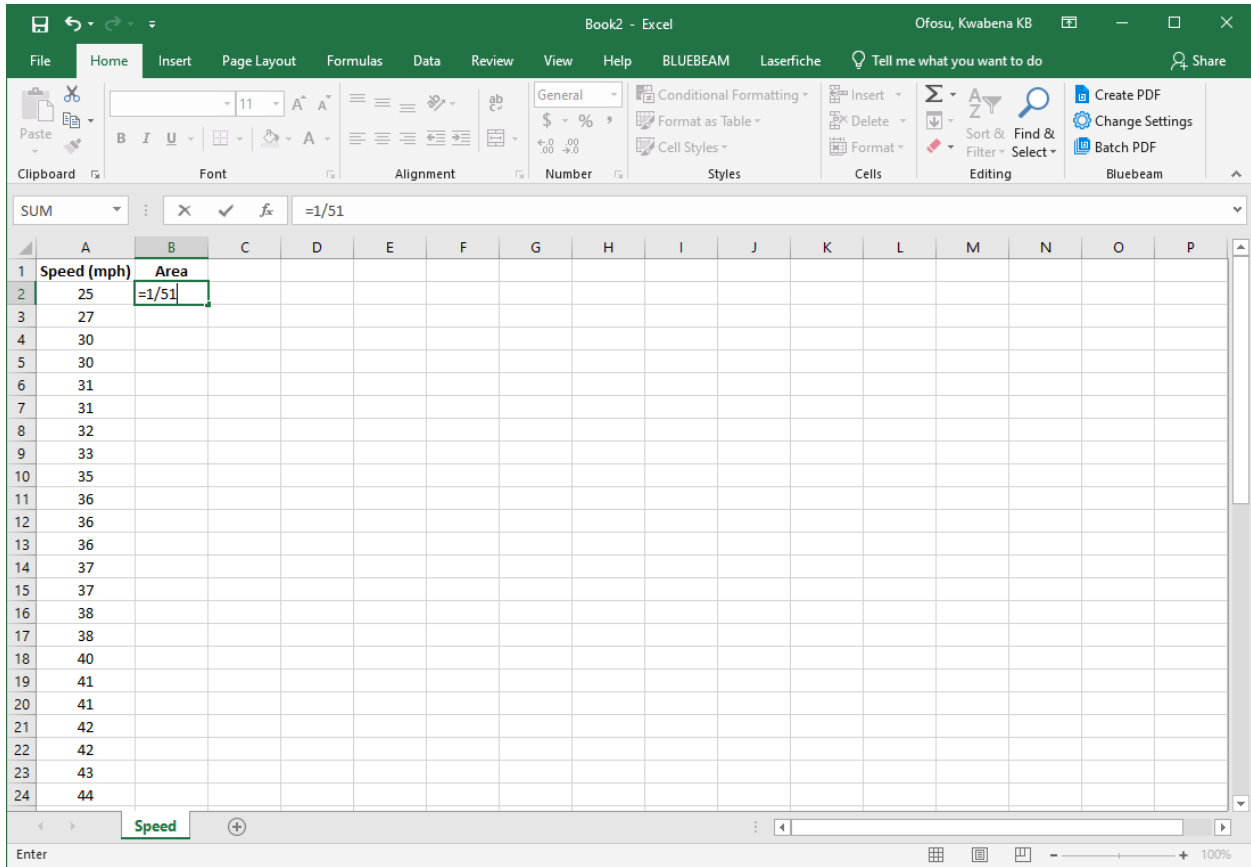 Book2 - Excel
Ofosu, Kwabena KB
File Home Insert Page Layout Formulas Data Review View Help BLUEBEAM Laserfiche Tell me what you want to do Share
Paste
11 A A
B I U A
ab
General
$ % ,
.00 .0
Conditional Formatting
Format as Table
Cell Styles
Insert
Delete
Format
Σ
Sort & Filter
Find & Select
Create PDF
Change Settings
Batch PDF
Clipboard Font Alignment Number Styles Cells Editing Bluebeam
SUM fx =1/51
A B C D E F G H I J K L M N O P
1 Speed (mph) Area
2 25 =1/51
3 27
4 30
5 30
6 31
7 31
8 32
9 33
10 35
11 36
12 36
13 36
14 37
15 37
16 38
17 38
18 40
19 41
20 41
21 42
22 42
23 43
24 44
Speed
Enter 100%